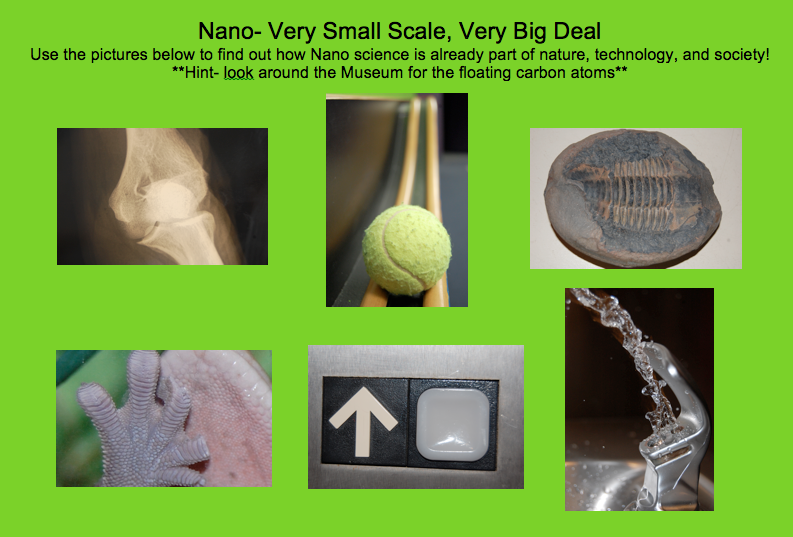 Nano- Very Small Scale, Very Big Deal
Use the pictures below to find out how Nano science is already part of nature, technology, and society!
**Hint- look around the Museum for the floating carbon atoms**